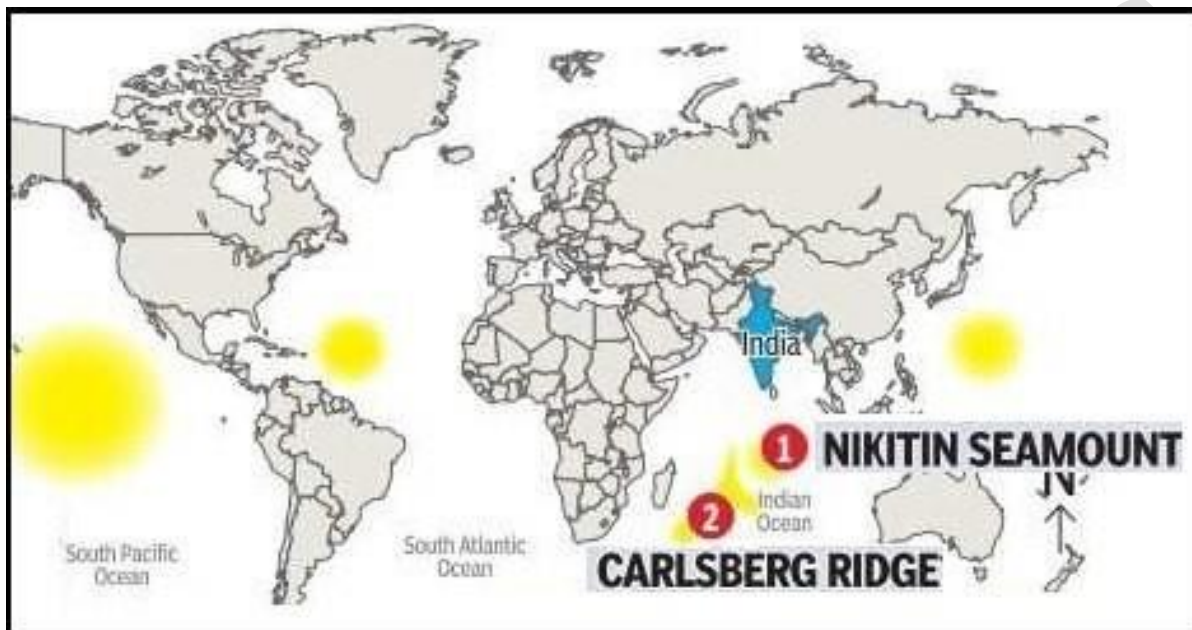 India
1 NIKITIN SEAMOUNT
N
2
Indian
Ocean
South Pacific
Ocean
South Atlantic
Ocean
CARLSBERG RIDGE